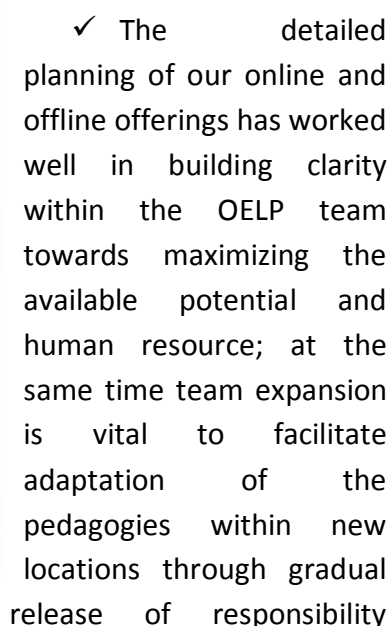 ✓ The detailed
planning of our online and
offline offerings has worked
well in building clarity
within the OELP team
towards maximizing the
available potential and
human resource; at the
same time team expansion
is vital to facilitate
adaptation of the
pedagogies within new
locations through gradual
release of responsibility